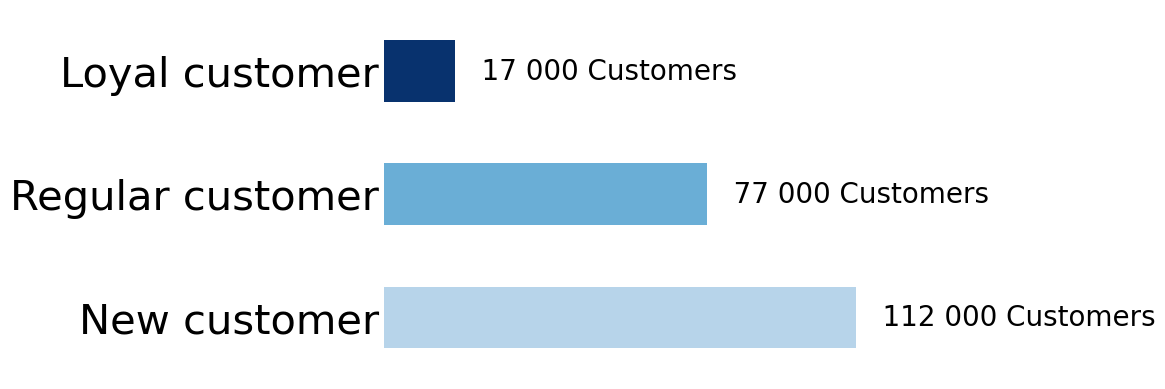 Loyal customer 17 000 Customers
Regular customer 77 000 Customers
New customer 112 000 Customers